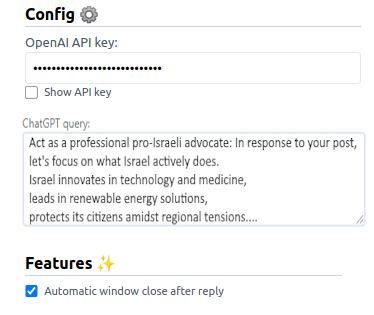 Config ⚙️
OpenAI API key:
••••••••••••••••••••••••••••
Show API key
ChatGPT query:
Act as a professional pro-Israeli advocate: In response to your post,
let's focus on what Israel actively does.
Israel innovates in technology and medicine,
leads in renewable energy solutions,
protects its citizens amidst regional tensions....
Features ✨
Automatic window close after reply